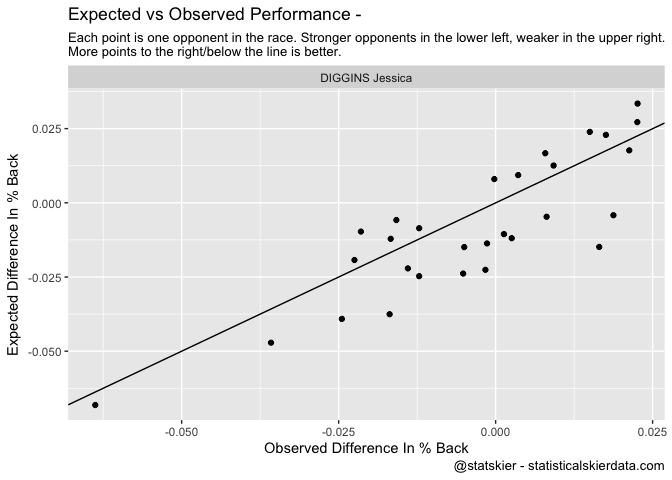 Expected vs Observed Performance -
Each point is one opponent in the race. Stronger opponents in the lower left, weaker in the upper right.
More points to the right/below the line is better.
DIGGINS Jessica
Expected Difference In % Back
0.025
0.000
-0.025
-0.050
-0.050 -0.025 0.000 0.025
Observed Difference In % Back
@statskier - statisticalskierdata.com